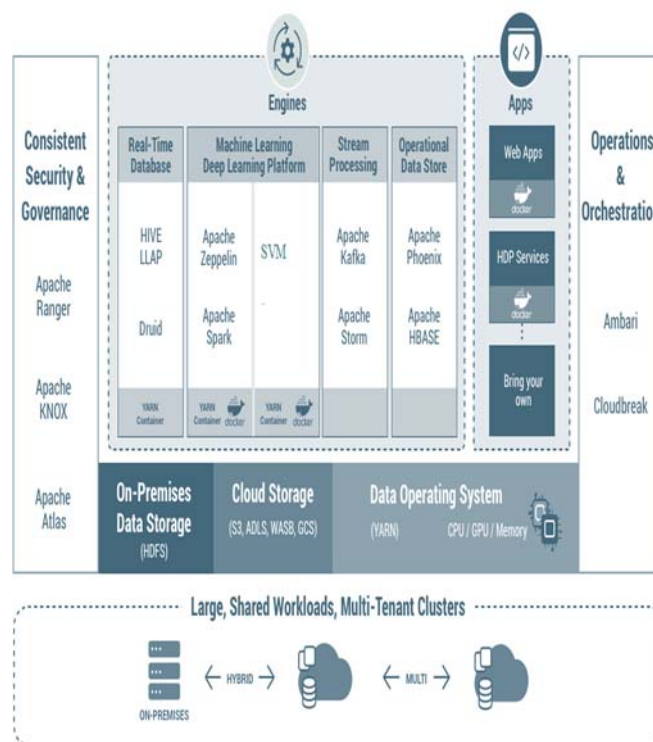 Engines
Apps
Consistent
Security &
Governance
Apache
Ranger
Apache
KNOX
Apache
Atlas
Real-Time
Database
HIVE
LLAP
Druid
YARN
Container
Machine Learning
Deep Learning Platform
Apache
Zeppelin
SVM
Apache
Spark
YARN
Container
docker
YARN
Container
docker
Stream
Processing
Apache
Kafka
Apache
Storm
Operational
Data Store
Apache
Phoenix
Apache
HBASE
Web Apps
docker
HDP Services
docker
Bring your
own
Operations
&
Orchestration
Ambari
Cloudbreak
On-Premises
Data Storage
(HDFS)
Cloud Storage
(S3, ADLS, WASB, GCS)
Data Operating System
(YARN)
CPU / GPU / Memory
Large, Shared Workloads, Multi-Tenant Clusters
HYBRID
MULTI
ON-PREMISES